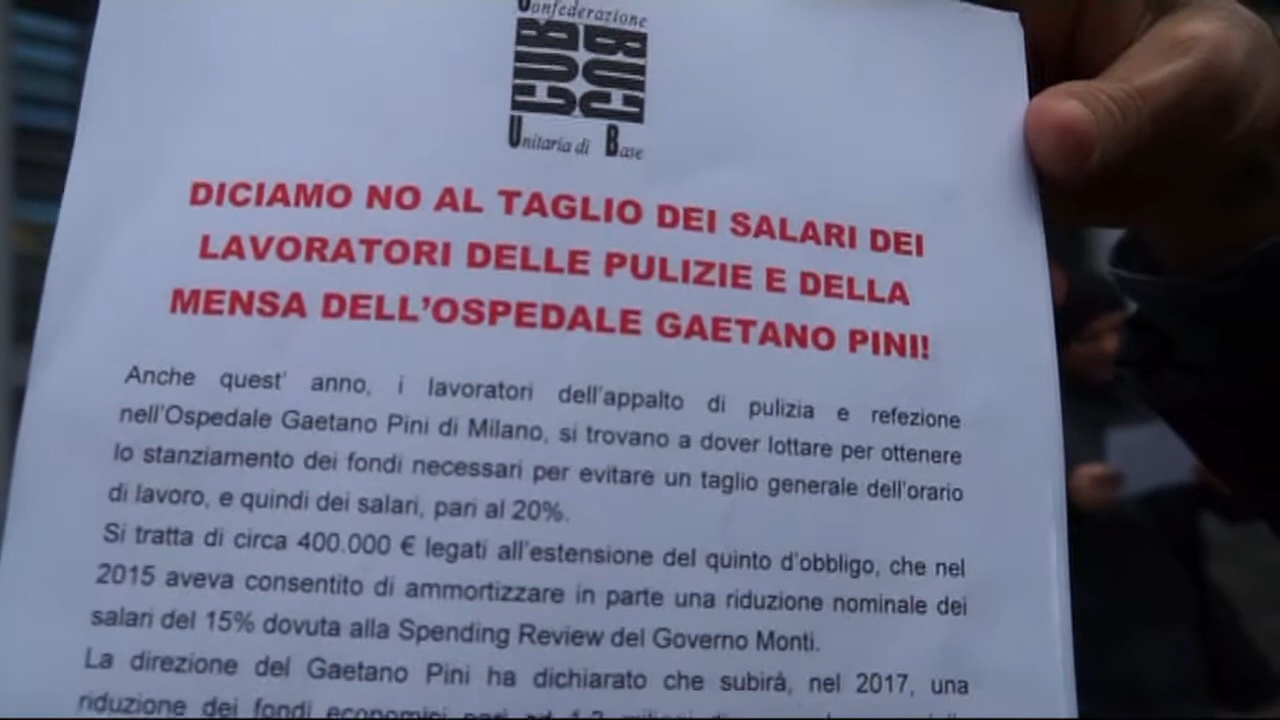 Confederazione
CUB CUB
Unitaria di Base
DICIAMO NO AL TAGLIO DEI SALARI DEI
LAVORATORI DELLE PULIZIE E DELLA
MENSA DELL'OSPEDALE GAETANO PINI!
Anche quest' anno, i lavoratori dell'appalto di pulizia e refezione
nell'Ospedale Gaetano Pini di Milano, si trovano a dover lottare per ottenere
lo stanziamento dei fondi necessari per evitare un taglio generale dell'orario
di lavoro, e quindi dei salari, pari al 20%.
Si tratta di circa 400.000 € legati all'estensione del quinto d'obbligo, che nel
2015 aveva consentito di ammortizzare in parte una riduzione nominale dei
salari del 15% dovuta alla Spending Review del Governo Monti.
La direzione del Gaetano Pini ha dichiarato che subirà, nel 2017, una
riduzione dei fondi economici pari ad